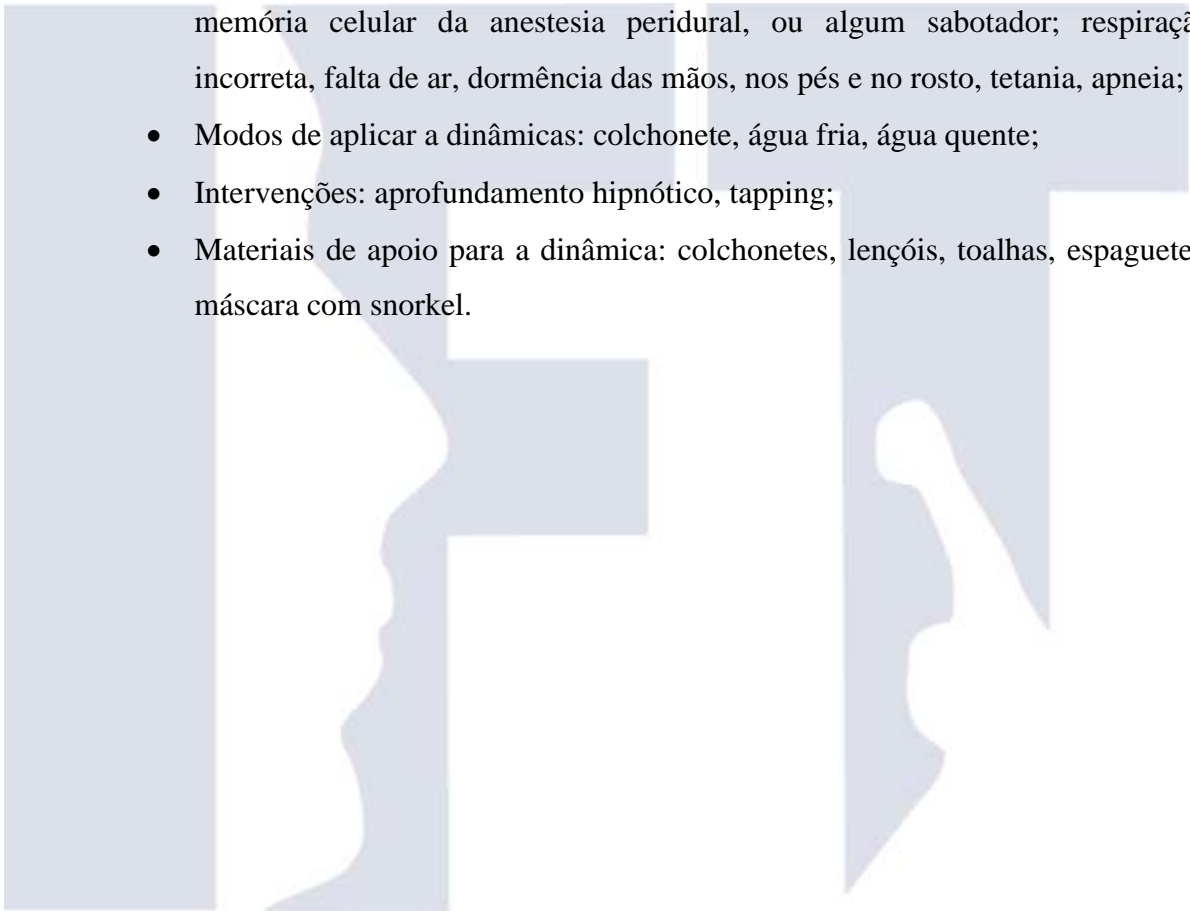 memória celular da anestesia peridural, ou algum sabotador; respiraçã
incorreta, falta de ar, dormência das mãos, nos pés e no rosto, tetania, apneia;
• Modos de aplicar a dinâmicas: colchonete, água fria, água quente;
• Intervenções: aprofundamento hipnótico, tapping;
• Materiais de apoio para a dinâmica: colchonetes, lençóis, toalhas, espaguete
máscara com snorkel.